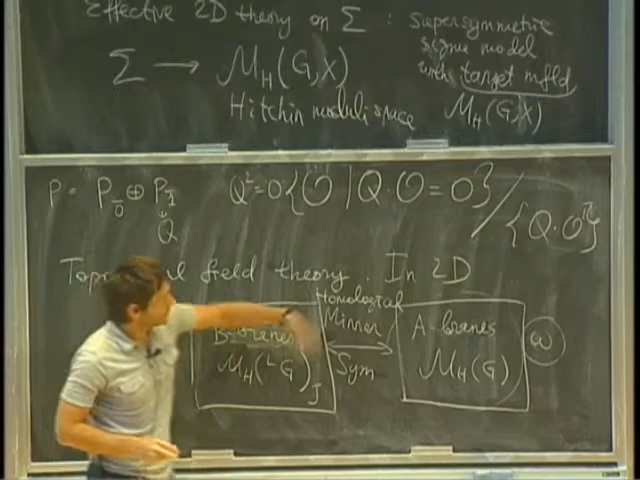 Effective 2D theory on Σ : supersymmetric
sigma model
with target mfld
M_H(G,X)
Σ → M_H(G,X)
Hitchin moduli space
P = P_0̄ ⊕ P_1̄
Q
Q²=0 {O | Q·O = 0} / {Q·O'}
field theory. In 2D
B-branes
M_H(ᴸG)_J
Homological
Mirror
Sym
A-branes
M_H(G)
ω